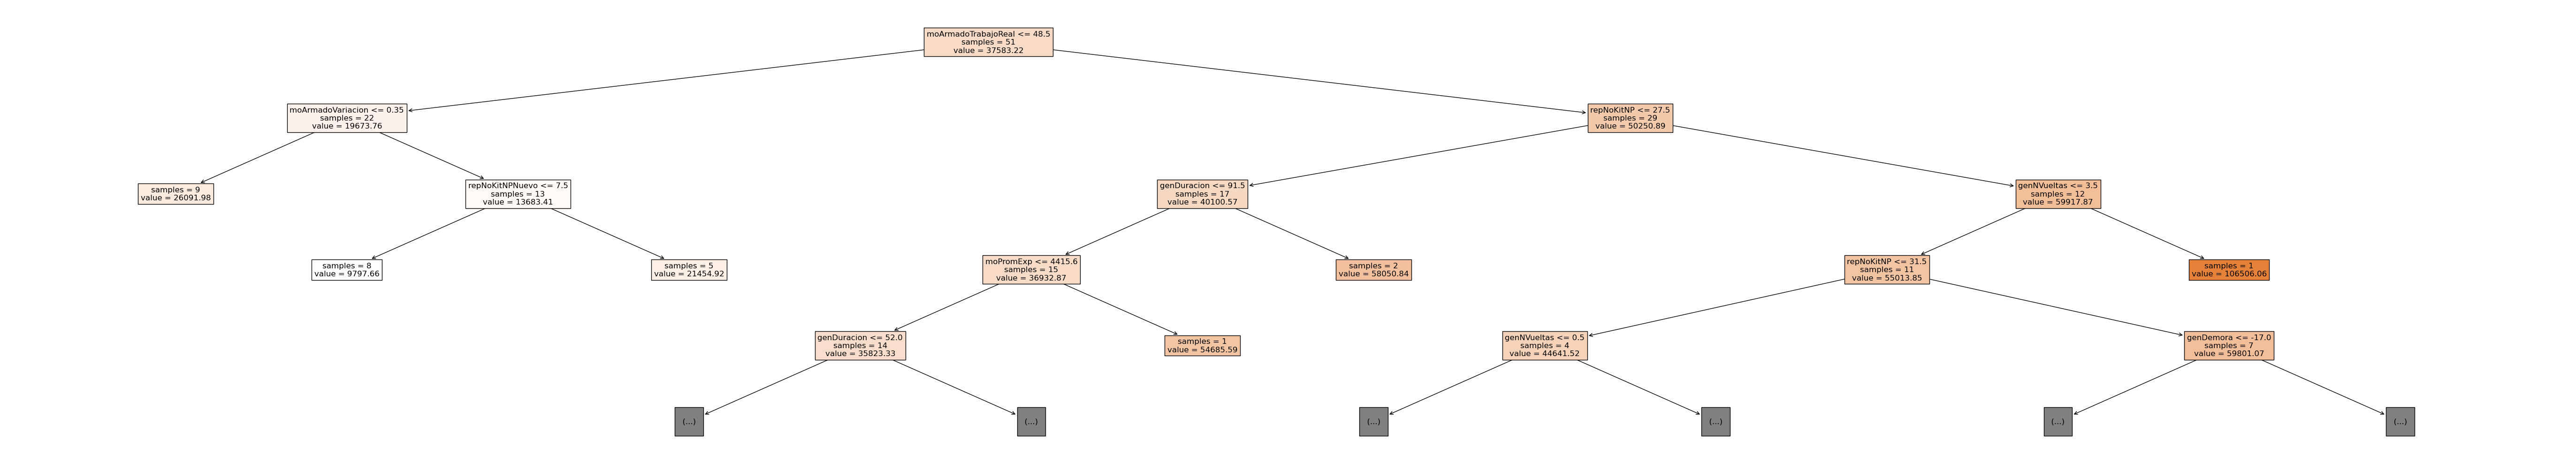 moArmadoTrabajoReal <= 48.5
samples = 51
value = 37583.22
moArmadoVariacion <= 0.35
samples = 22
value = 19673.76
repNoKitNP <= 27.5
samples = 29
value = 50250.89
samples = 9
value = 26091.98
repNoKitNPNuevo <= 7.5
samples = 13
value = 13683.41
genDuracion <= 91.5
samples = 17
value = 40100.57
genNVueltas <= 3.5
samples = 12
value = 59917.87
samples = 8
value = 9797.66
samples = 5
value = 21454.92
moPromExp <= 4415.6
samples = 15
value = 36932.87
samples = 2
value = 58050.84
repNoKitNP <= 31.5
samples = 11
value = 55013.85
samples = 1
value = 106506.06
genDuracion <= 52.0
samples = 14
value = 35823.33
samples = 1
value = 54685.59
genNVueltas <= 0.5
samples = 4
value = 44641.52
genDemora <= -17.0
samples = 7
value = 59801.07
(...)
(...)
(...)
(...)
(...)
(...)